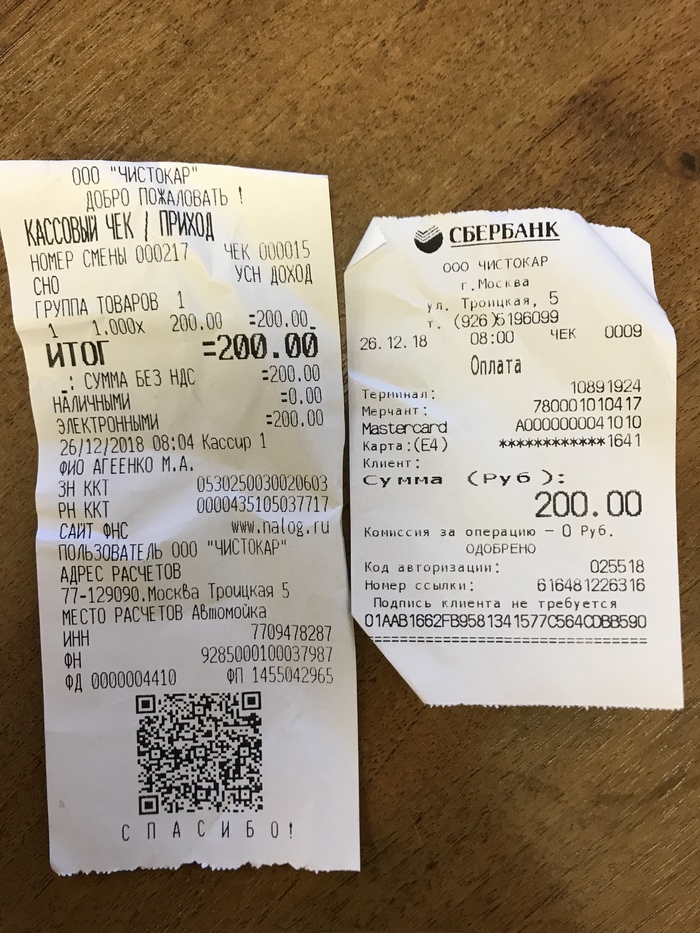 ООО "ЧИСТОКАР"
ДОБРО ПОЖАЛОВАТЬ !
КАССОВЫЙ ЧЕК / ПРИХОД
НОМЕР СМЕНЫ 000217 ЧЕК 000015
СНО УСН ДОХОД
ГРУППА ТОВАРОВ 1
1 1.000x 200.00 =200.00_
ИТОГ =200.00
_: СУММА БЕЗ НДС =200.00
НАЛИЧНЫМИ =0.00
ЭЛЕКТРОННЫМИ =200.00
26/12/2018 08:04 Кассир 1
ФИО АГЕЕНКО М.А.
ЗН ККТ 0530250030020603
РН ККТ 0000435105037717
САЙТ ФНС www.nalog.ru
ПОЛЬЗОВАТЕЛЬ ООО "ЧИСТОКАР"
АДРЕС РАСЧЕТОВ
77-129090.Москва Троицкая 5
МЕСТО РАСЧЕТОВ Автомойка
ИНН 7709478287
ФН 9285000100037987
ФД 0000004410 ФП 1455042965
СПАСИБО!
СБЕРБАНК
ООО ЧИСТОКАР
г.Москва
ул. Троицкая, 5
т. (926)5196099
26.12.18 08:00 ЧЕК 0009
Оплата
Терминал: 10891924
Мерчант: 780001010417
Mastercard A0000000041010
Карта:(E4) ************1641
Клиент:
Сумма (Руб):
200.00
Комиссия за операцию – 0 Руб.
ОДОБРЕНО
Код авторизации: 025518
Номер ссылки: 616481226316
Подпись клиента не требуется
01AAB1662FB9581341577C564CDBB590